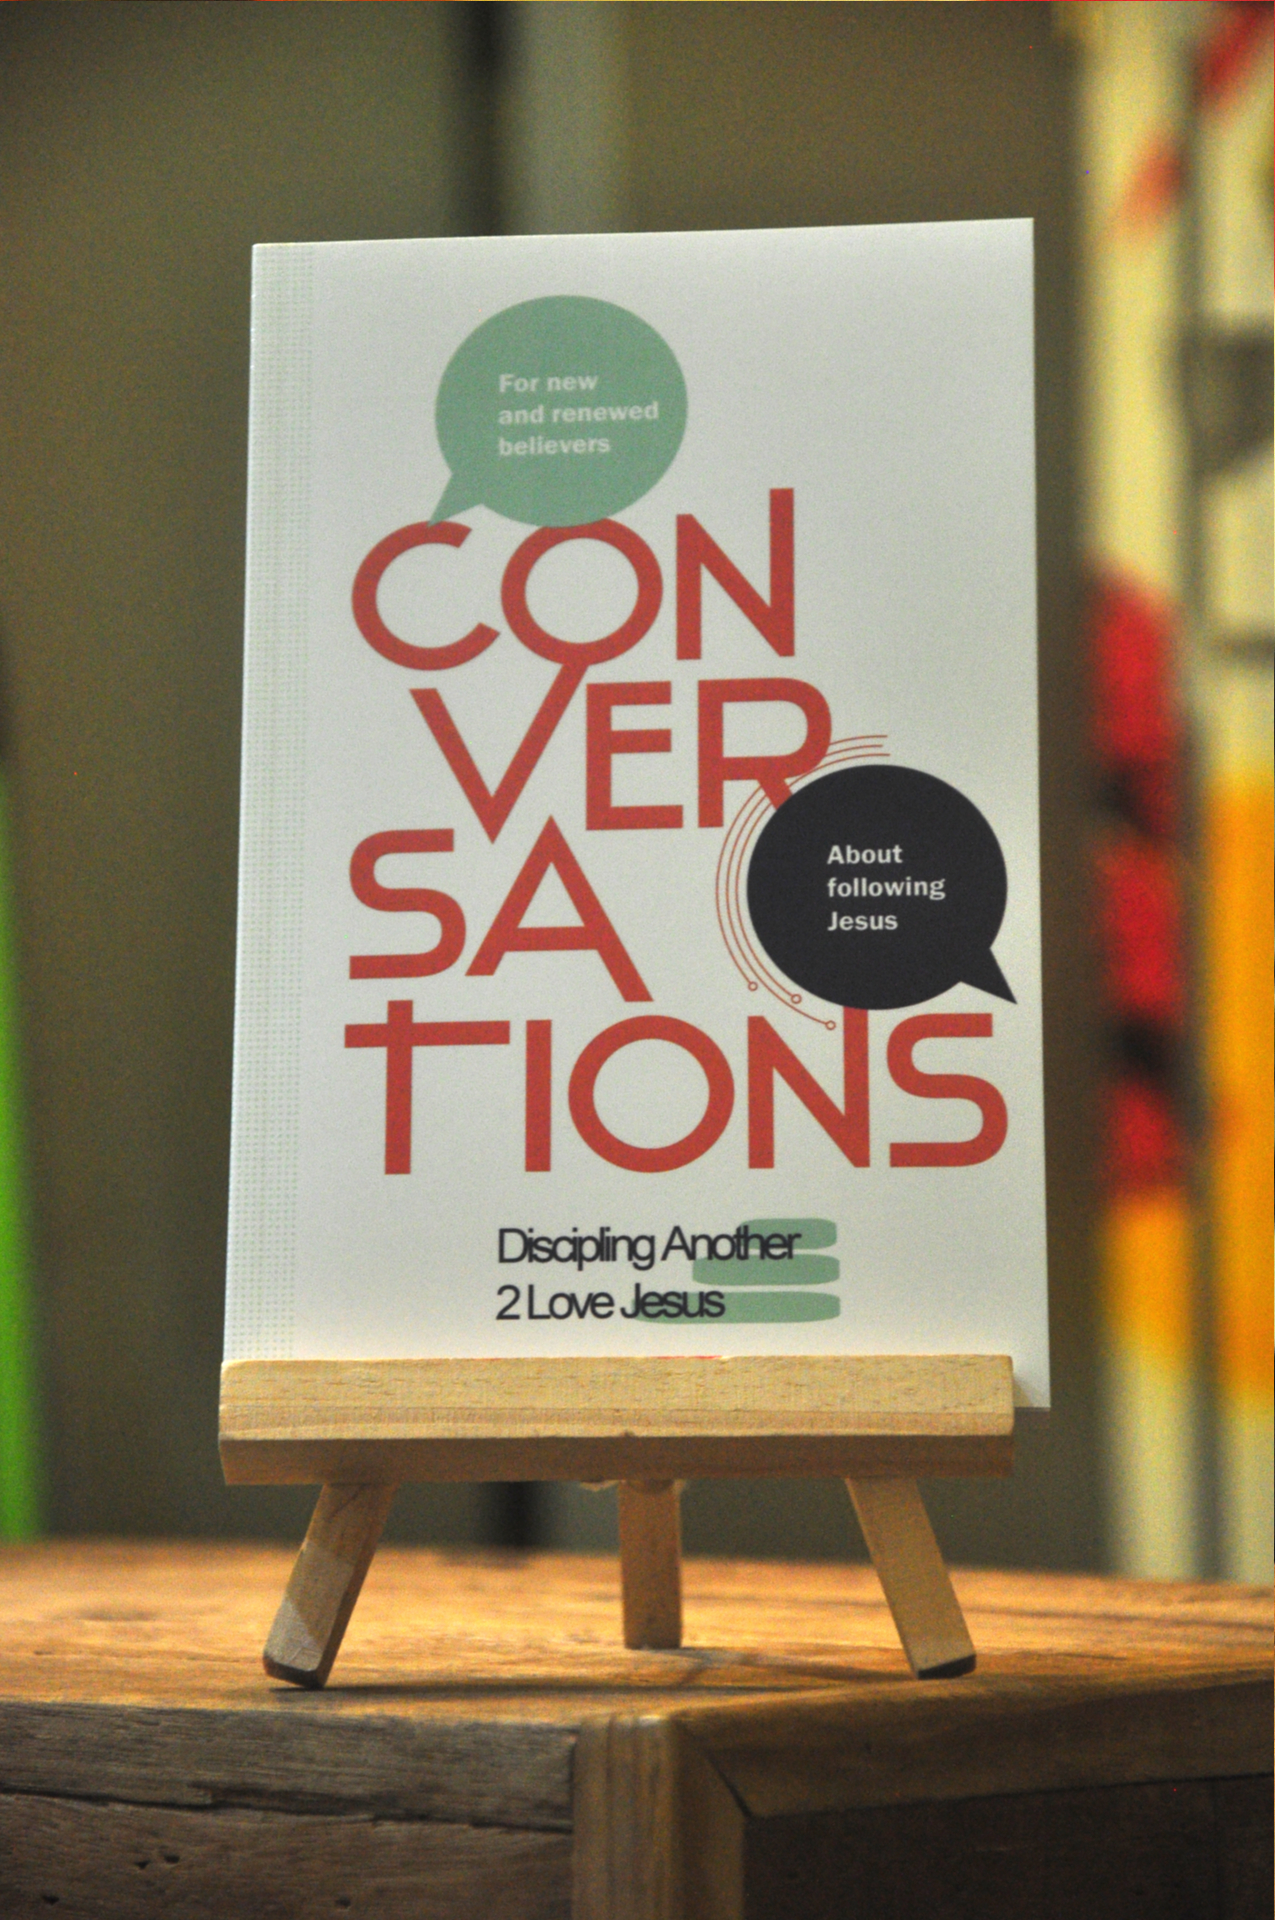 For new
and renewed
believers
CON
VER
SA
TIONS
About
following
Jesus
Discipling Another
2 Love Jesus